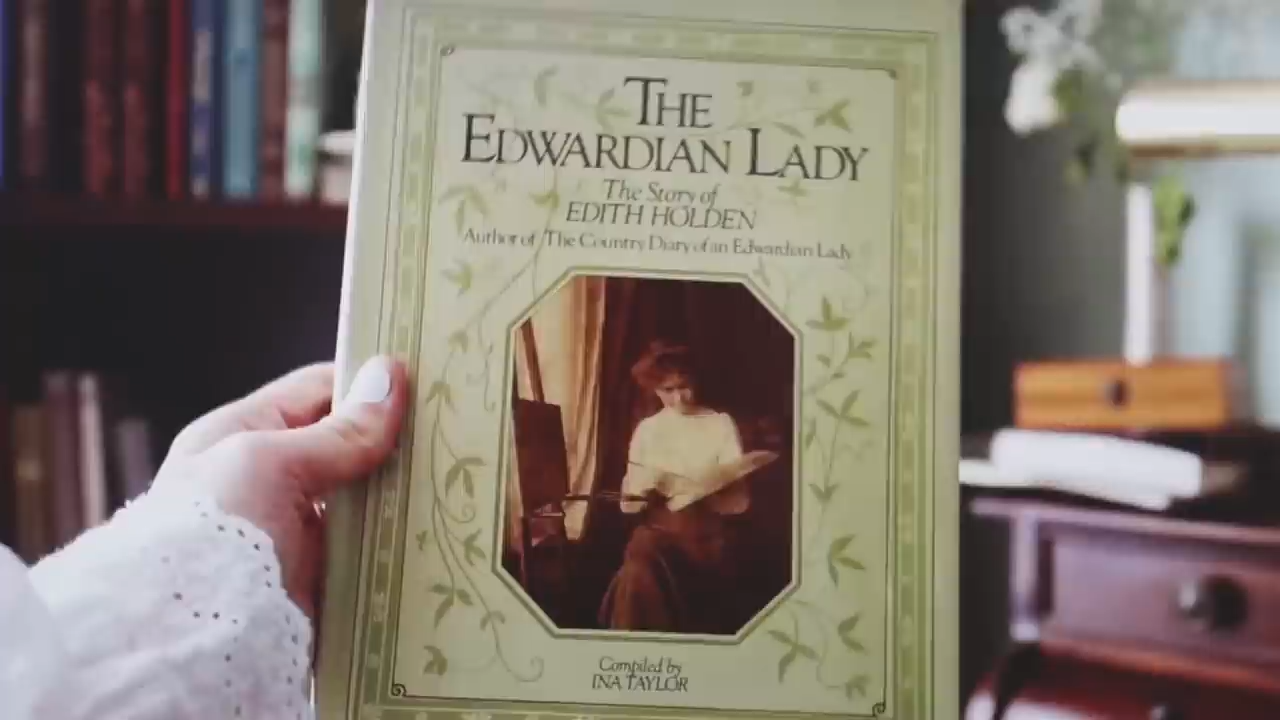 THE
EDWARDIAN LADY
The Story of
EDITH HOLDEN
Author of The Country Diary of an Edwardian Lady
Compiled by
INA TAYLOR